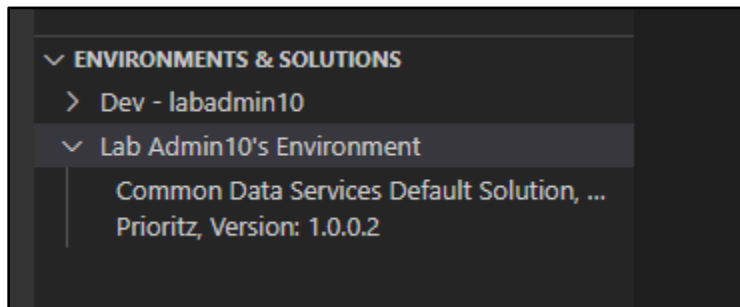 ENVIRONMENTS & SOLUTIONS
Dev - labadmin10
Lab Admin10's Environment
Common Data Services Default Solution, ...
Prioritz, Version: 1.0.0.2